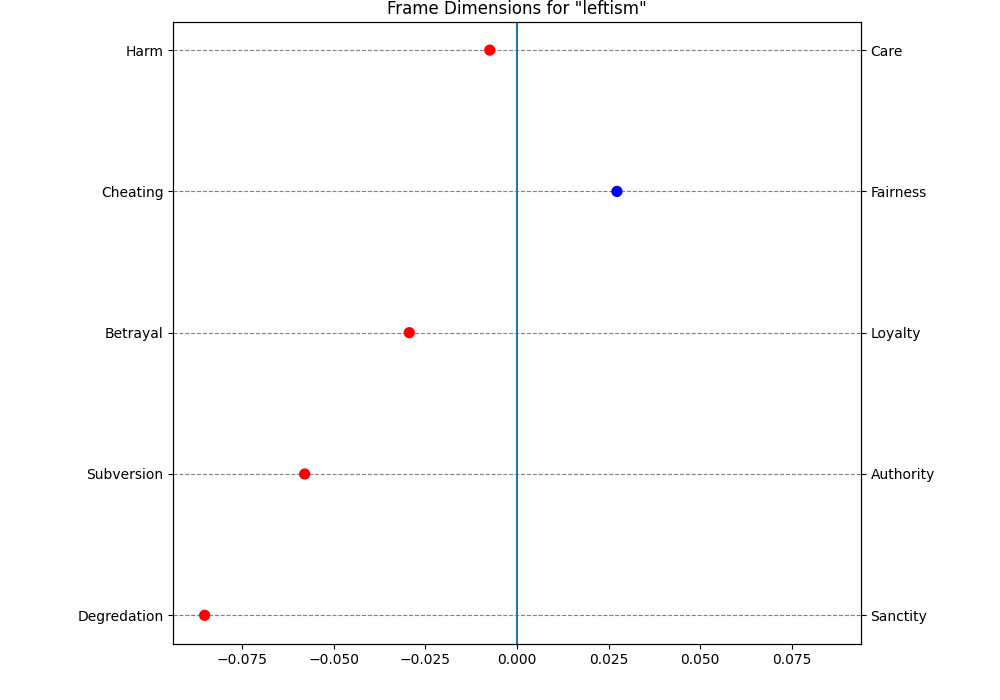 Frame Dimensions for "leftism"
Harm
Care
Cheating
Fairness
Betrayal
Loyalty
Subversion
Authority
Degredation
Sanctity
−0.075
−0.050
−0.025
0.000
0.025
0.050
0.075